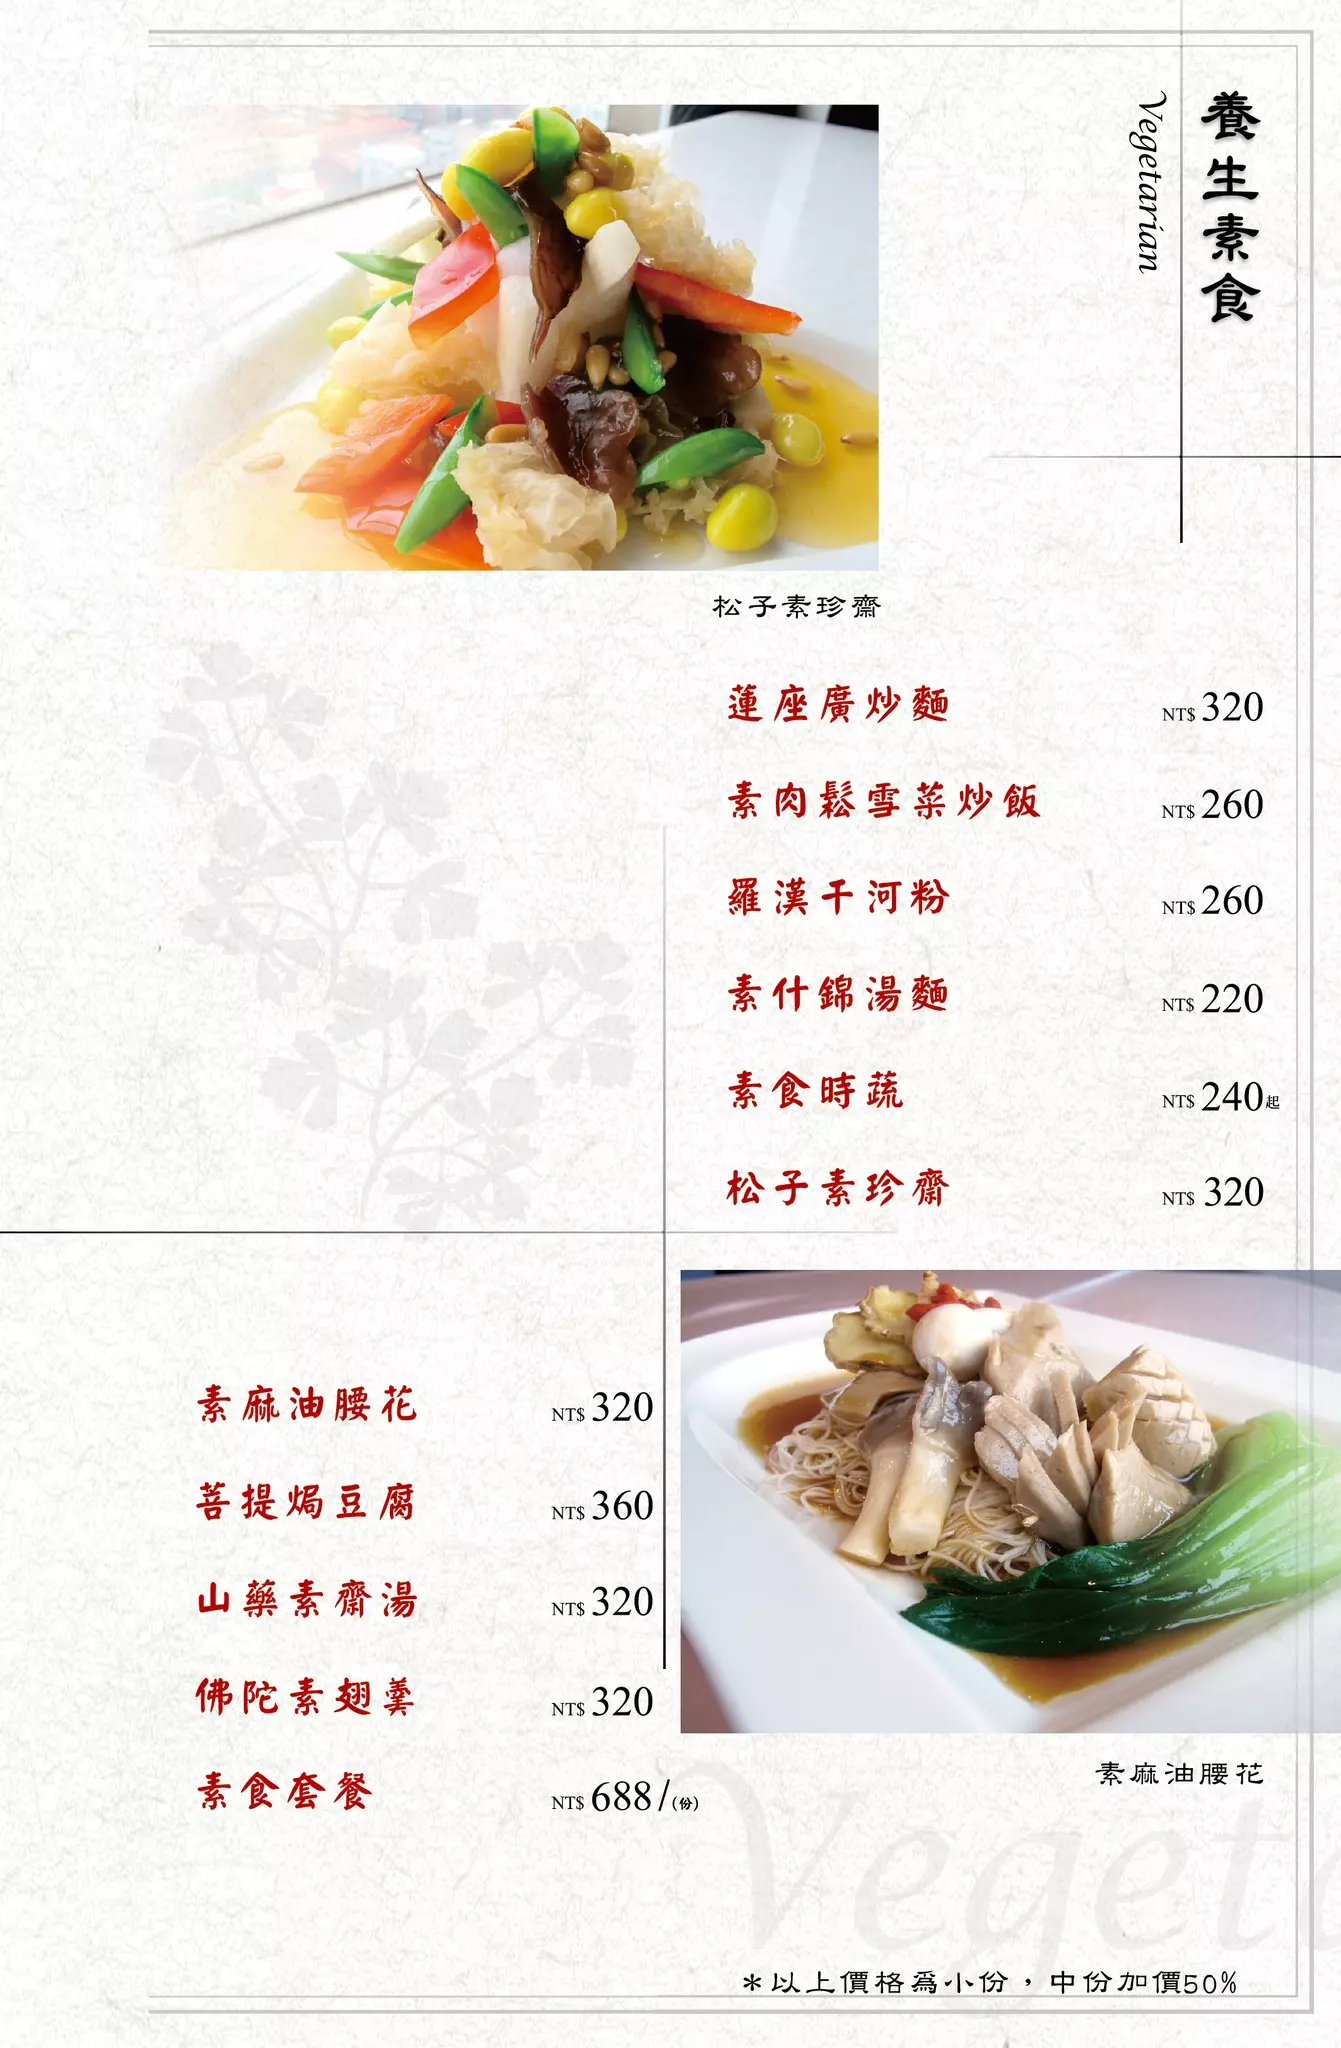 養生素食
Vegetarian
松子素珍齋
蓮座廣炒麵 NT$ 320
素肉鬆雪菜炒飯 NT$ 260
羅漢干河粉 NT$ 260
素什錦湯麵 NT$ 220
素食時蔬 NT$ 240起
松子素珍齋 NT$ 320
素麻油腰花 NT$ 320
菩提焗豆腐 NT$ 360
山藥素齋湯 NT$ 320
佛陀素翅羹 NT$ 320
素食套餐 NT$ 688/(份)
素麻油腰花
Vegeta
＊以上價格爲小份，中份加價50%